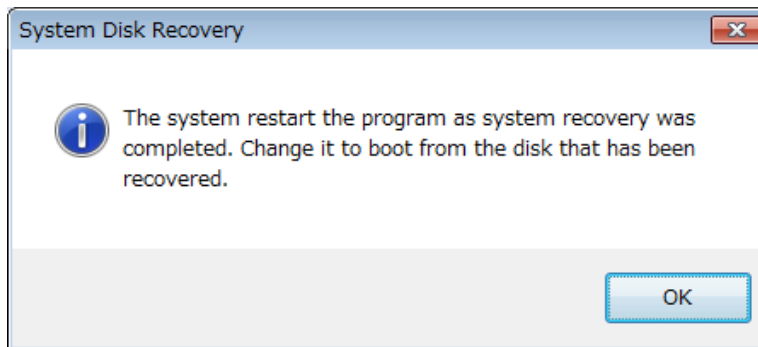 System Disk Recovery
The system restart the program as system recovery was
completed. Change it to boot from the disk that has been
recovered.
OK